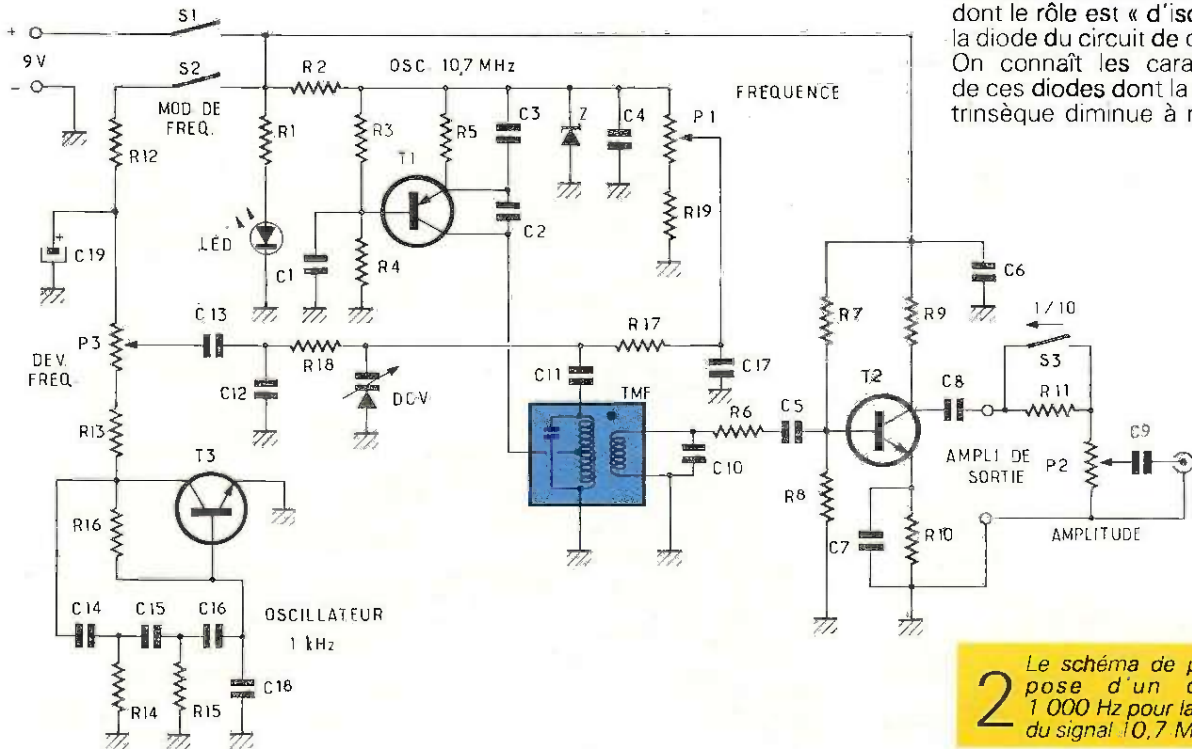 dont le rôle est « d'iso
la diode du circuit de c
On connaît les cara
de ces diodes dont la
trinsèque diminue à r
S1
+
9 V
-
S2
MOD DE
FREQ.
R2
OSC 10,7 MHz
FREQUENCE
R12
R1
R3
R5
C3
Z
C4
P1
T1
C19
+
LED
C1
R4
C2
R19
C6
R7
R9
1/10
S3
P3
DEV.
FREQ.
C13
C12
R18
DCV
C11
R17
C17
TMF
R6
C5
T2
C8
R11
C9
R13
T3
C10
R8
AMPLI DE
SORTIE
P2
R16
C7
R10
AMPLITUDE
C14
C15
C16
OSCILLATEUR
1 kHz
C18
R14
R15
2
Le schéma de p
pose d'un o
1 000 Hz pour la
du signal 10,7 M